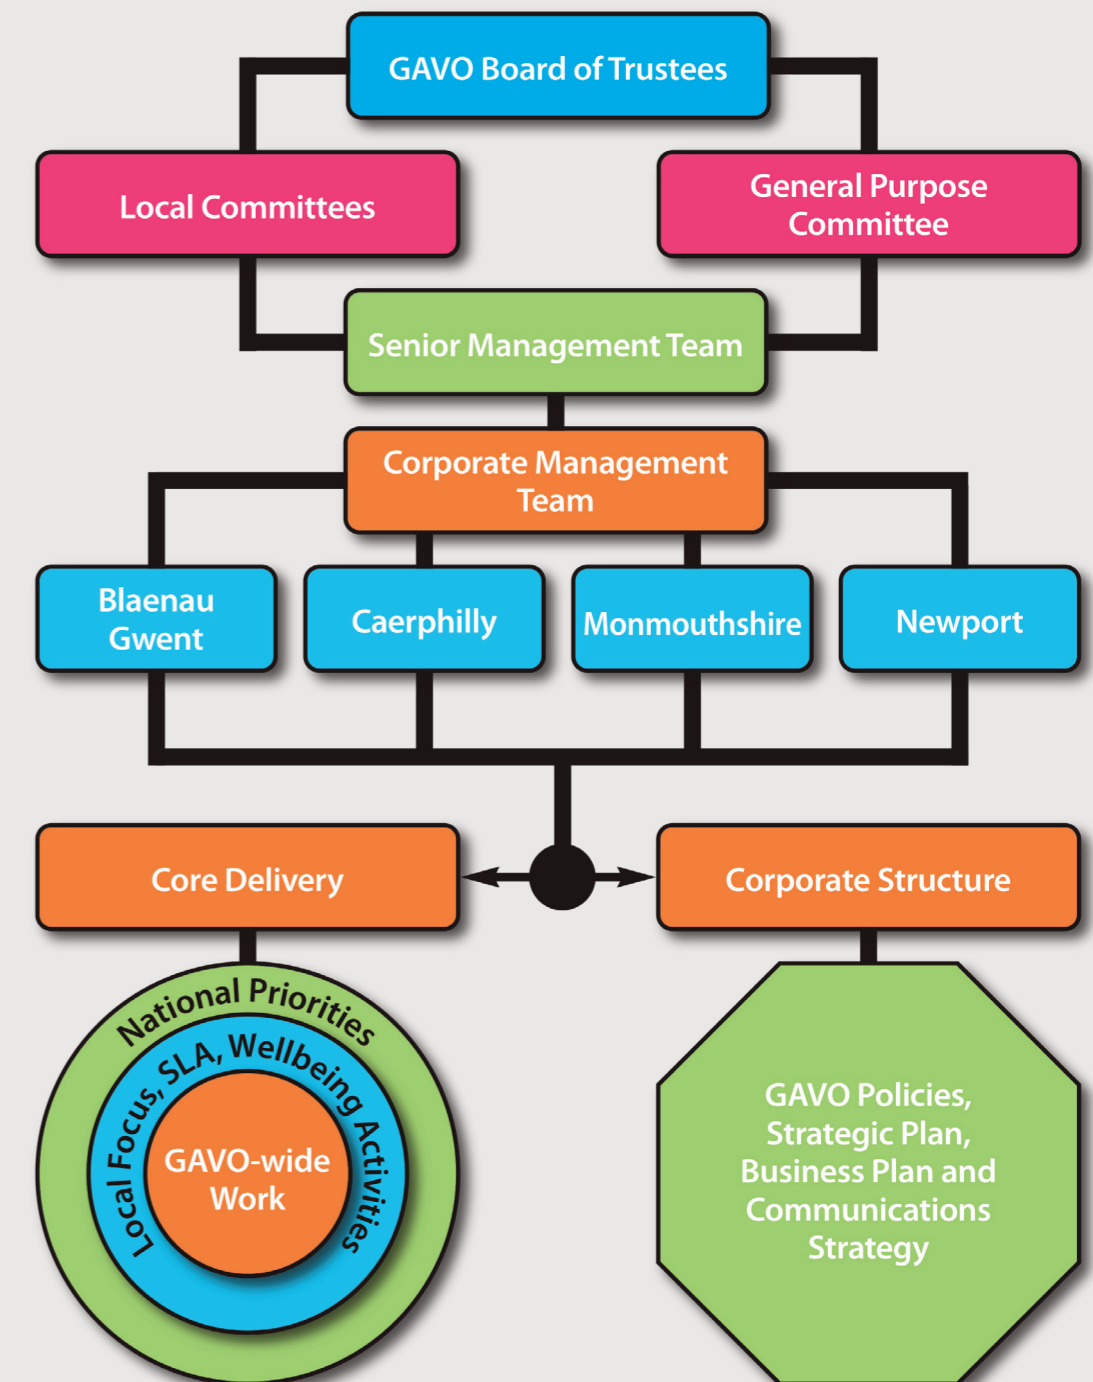 GAVO Board of Trustees
Local Committees
General Purpose
Committee
Senior Management Team
Corporate Management
Team
Blaenau
Gwent
Caerphilly
Monmouthshire
Newport
Core Delivery
Corporate Structure
National Priorities
Local Focus, SLA, Wellbeing Activities
GAVO-wide
Work
GAVO Policies,
Strategic Plan,
Business Plan and
Communications
Strategy